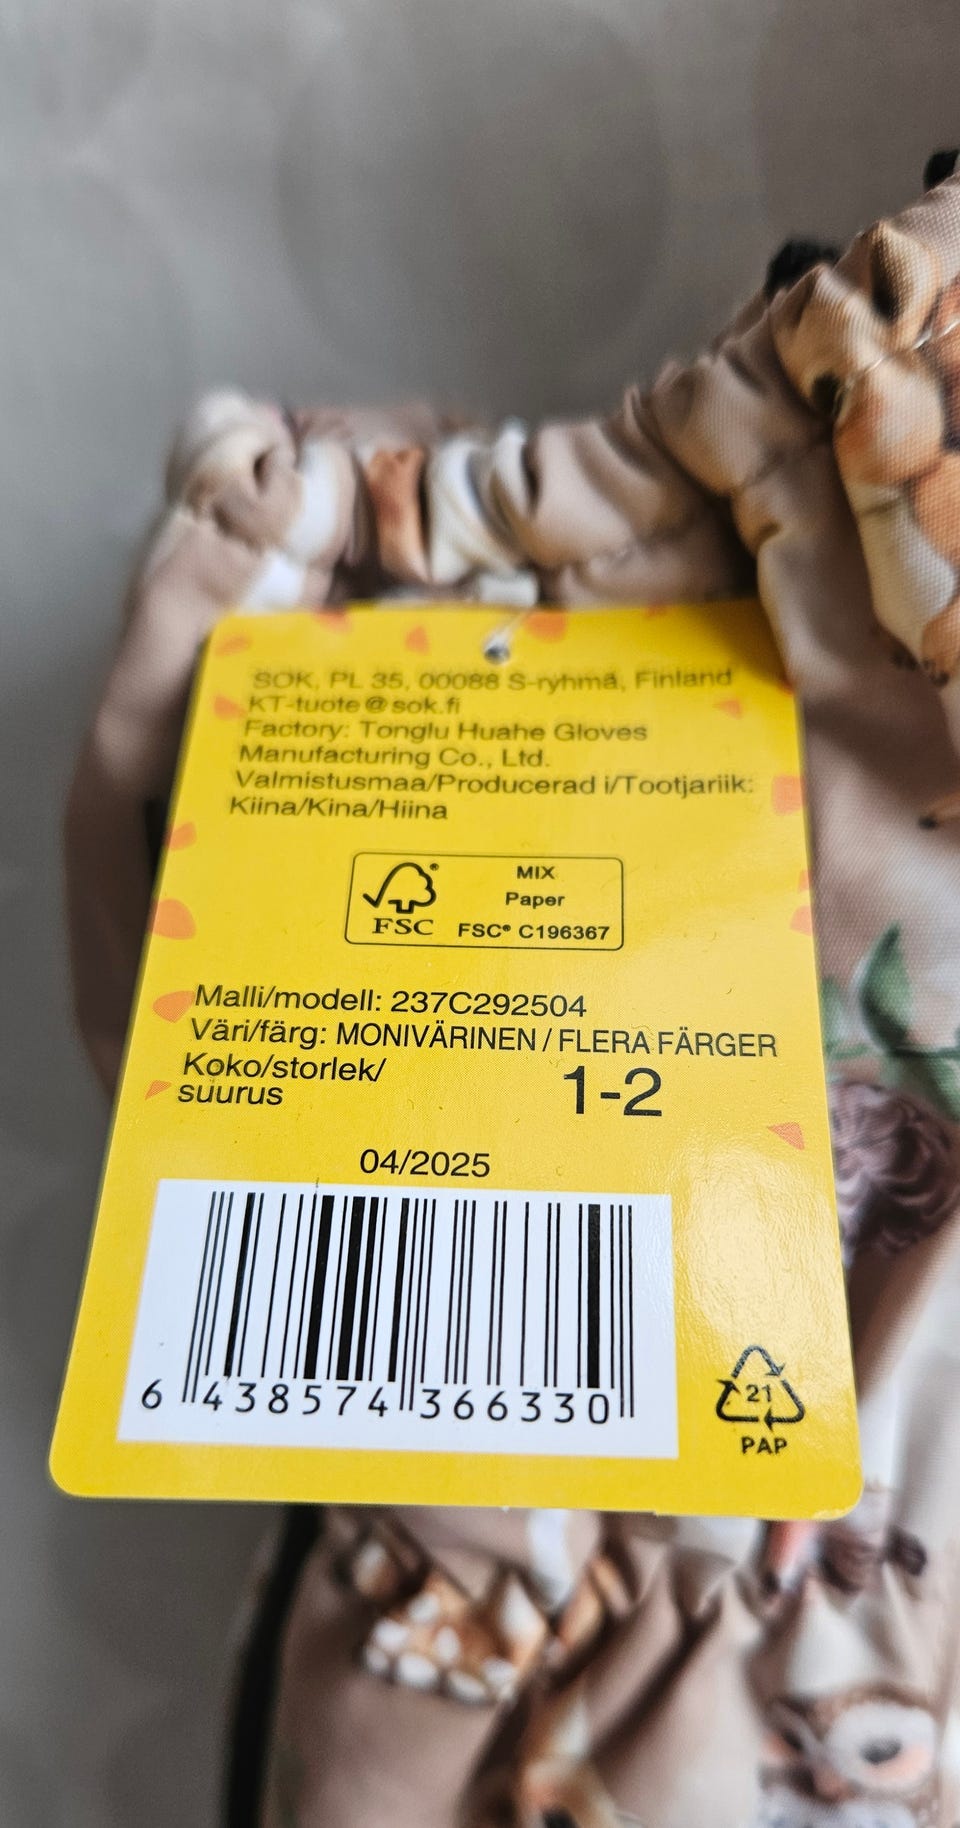 SOK, PL 35, 00088 S-ryhmä, Finland
KT-tuote@sok.fi
Factory: Tonglu Huahe Gloves
Manufacturing Co., Ltd.
Valmistusmaa/Producerad i/Tootjariik:
Kiina/Kina/Hiina
MIX
Paper
FSC® C196367
FSC®
Malli/modell: 237C292504
Väri/färg: MONIVÄRINEN / FLERA FÄRGER
Koko/storlek/
suurus
1-2
04/2025
6 438574 366330
21
PAP